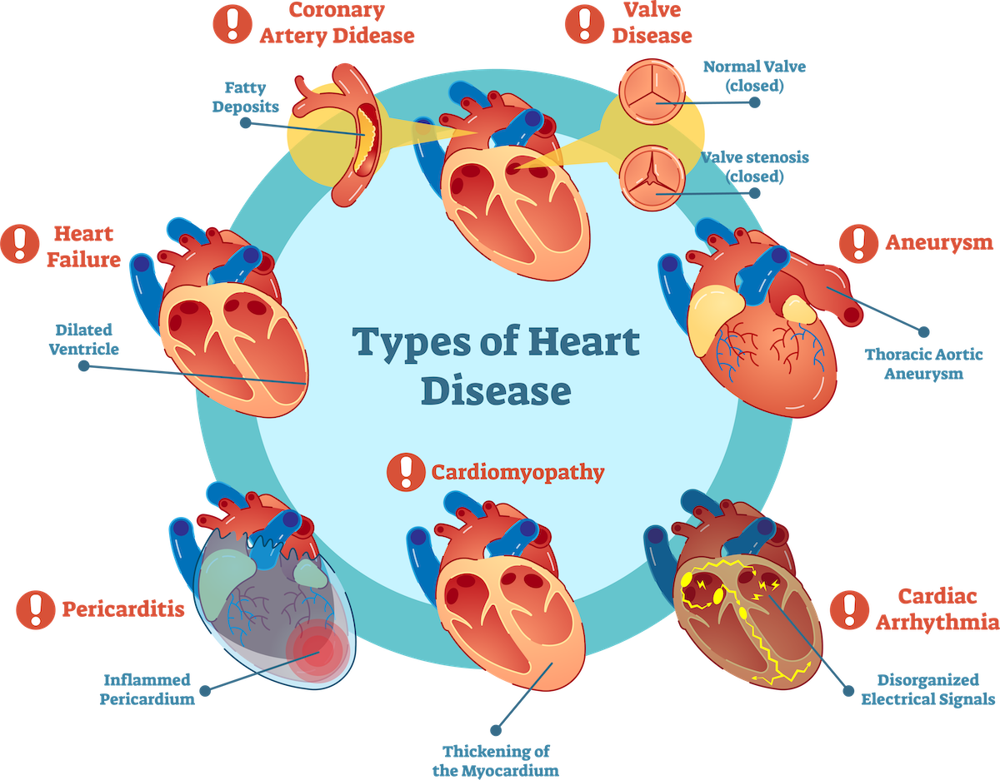 Coronary
Artery Didease
Valve
Disease
Fatty
Deposits
Normal Valve
(closed)
Valve stenosis
(closed)
Heart
Failure
Aneurysm
Dilated
Ventricle
Thoracic Aortic
Aneurysm
Types of Heart
Disease
Cardiomyopathy
Pericarditis
Cardiac
Arrhythmia
Inflammed
Pericardium
Disorganized
Electrical Signals
Thickening of
the Myocardium